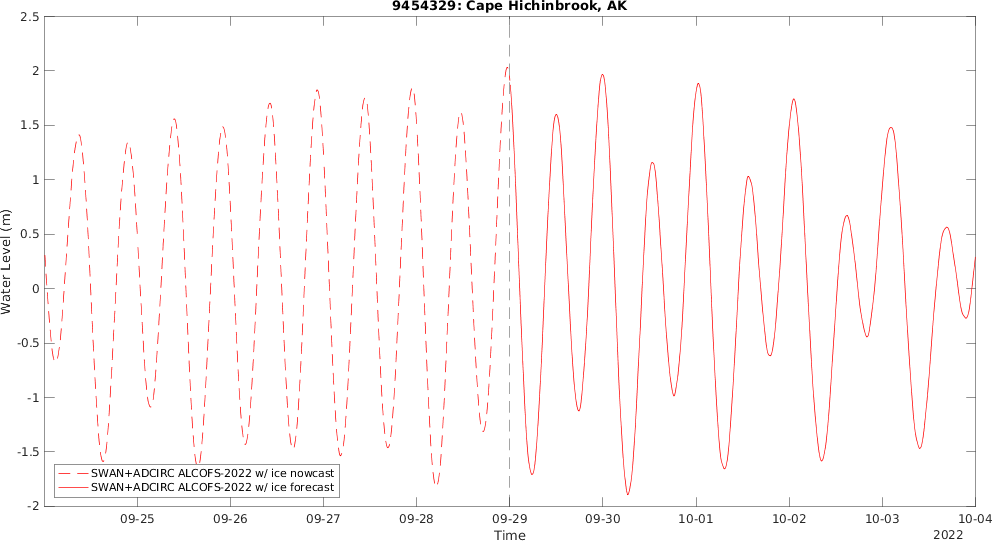 9454329: Cape Hichinbrook, AK
2.5
2
1.5
1
0.5
0
-0.5
-1
-1.5
-2
Water Level (m)
SWAN+ADCIRC ALCOFS-2022 w/ ice nowcast
SWAN+ADCIRC ALCOFS-2022 w/ ice forecast
09-25 09-26 09-27 09-28 09-29 09-30 10-01 10-02 10-03 10-04
Time
2022